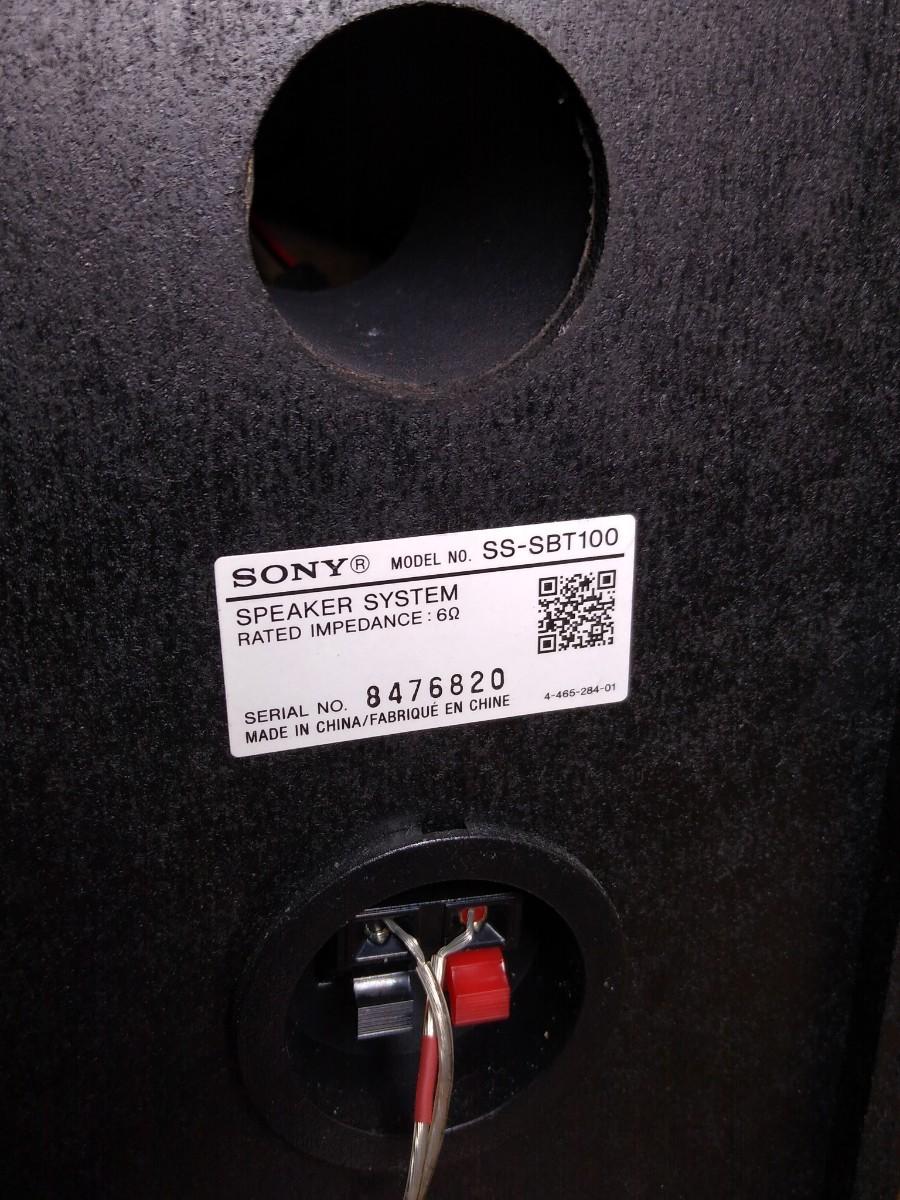 SONY® MODEL NO. SS-SBT100
SPEAKER SYSTEM
RATED IMPEDANCE : 6Ω
SERIAL NO. 8476820
4-465-284-01
MADE IN CHINA/FABRIQUÉ EN CHINE